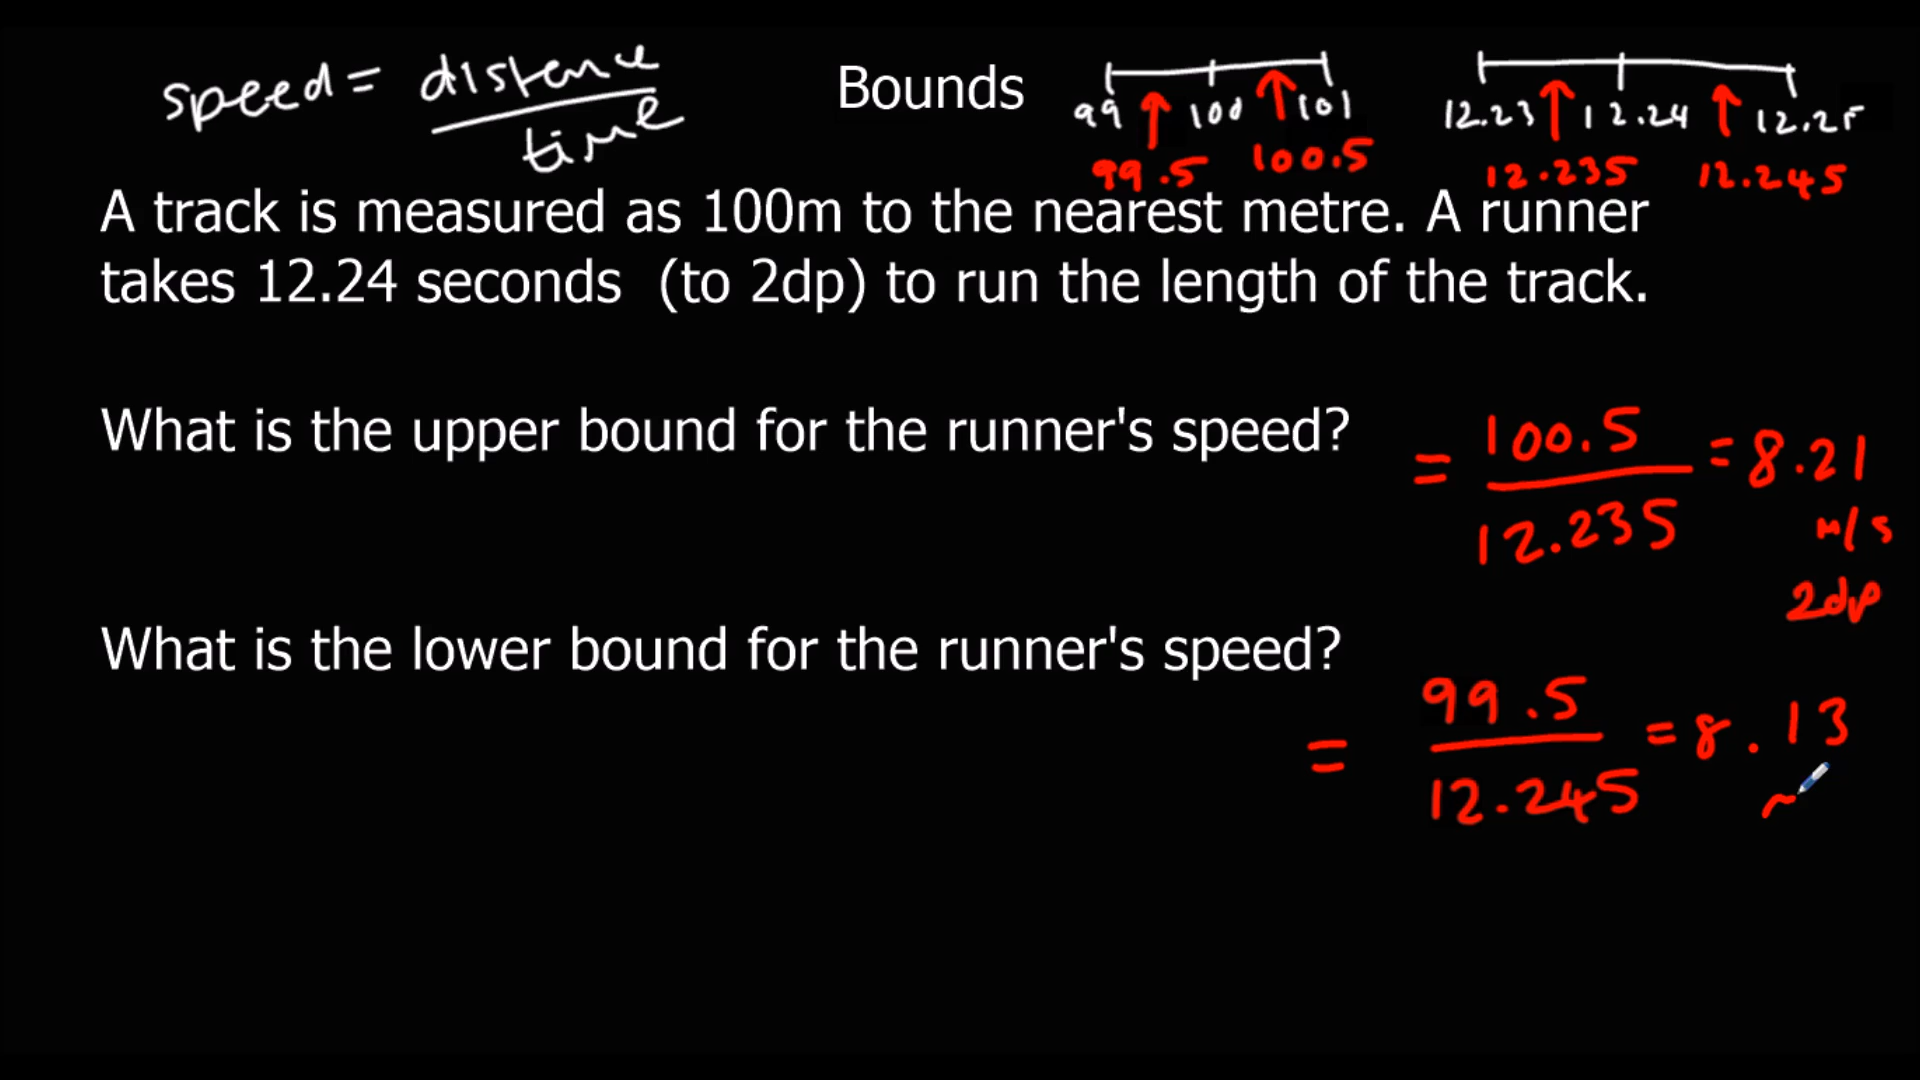 speed = distance / time
Bounds
99 100 101
99.5 100.5
12.23 12.24 12.25
12.235 12.245
A track is measured as 100m to the nearest metre. A runner
takes 12.24 seconds (to 2dp) to run the length of the track.
What is the upper bound for the runner's speed?
= 100.5 / 12.235 = 8.21
m/s
2dp
What is the lower bound for the runner's speed?
= 99.5 / 12.245 = 8.13